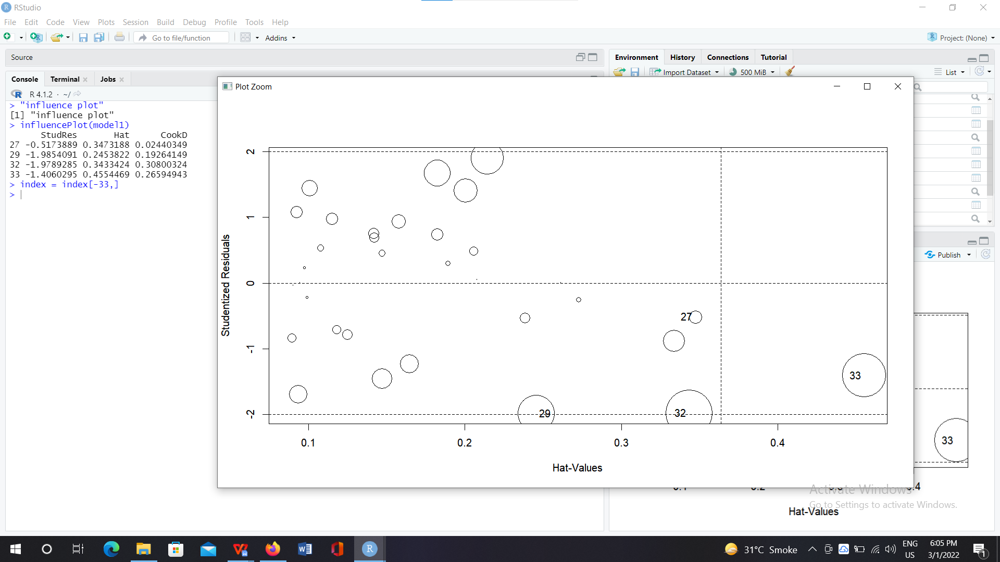 RStudio
File Edit Code View Plots Session Build Debug Profile Tools Help
Go to file/function Addins Project: (None)
Source
Environment History Connections Tutorial
Import Dataset 500 MiB List
Console Terminal Jobs
R 4.1.2 · ~/
> "influence plot"
[1] "influence plot"
> influencePlot(model1)
StudRes Hat CookD
27 -0.5173889 0.3473188 0.02440349
29 -1.9854091 0.2453822 0.19264149
32 -1.9789285 0.3433424 0.30800324
33 -1.4060295 0.4554469 0.26594943
> index = index[-33,]
>
Plot Zoom
Studentized Residuals
2
1
0
-1
-2
27
33
29
32
0.1 0.2 0.3 0.4
Hat-Values
Publish
33
Hat-Values
Activate Windows
Go to Settings to activate Windows.
31°C Smoke
ENG
US
6:05 PM
3/1/2022
1